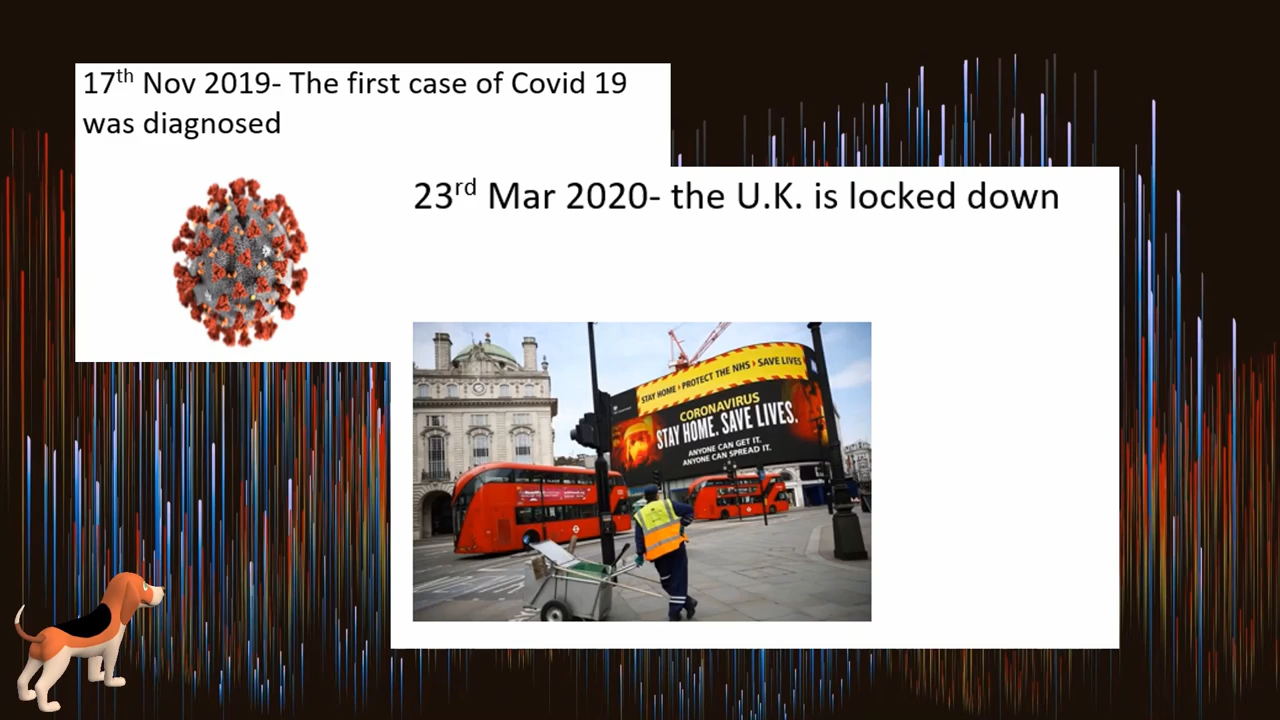 17th Nov 2019- The first case of Covid 19
was diagnosed
23rd Mar 2020- the U.K. is locked down
STAY HOME › PROTECT THE NHS › SAVE LIVES
CORONAVIRUS
STAY HOME. SAVE LIVES.
ANYONE CAN GET IT.
ANYONE CAN SPREAD IT.